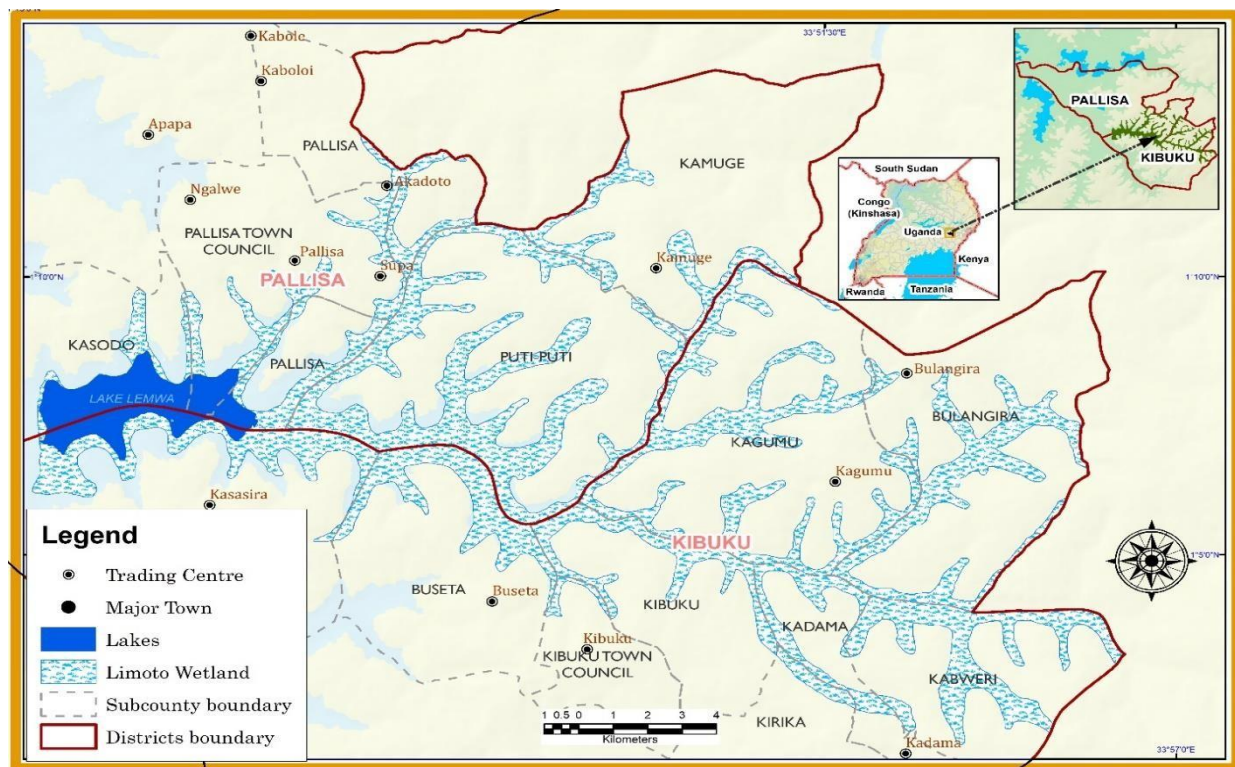 33°51'30"E
Kabole
Kaboloi
Apapa
PALLISA
Akadoto
KAMUGE
Ngalwe
PALLISA TOWN
COUNCIL
Pallisa
PALLISA
Supa
Kamuge
1°10'0"N
1°10'0"N
KASODO
PALLISA
PUTI-PUTI
LAKE LEMWA
Bulangira
BULANGIRA
KAGUMU
Kagumu
Kasasira
KIBUKU
1°5'0"N
BUSETA
Buseta
KIBUKU
KADAMA
Kibuku
KIBUKU TOWN
COUNCIL
KABWERI
KIRIKA
Kadama
33°57'0"E
PALLISA
KIBUKU
South Sudan
Congo
(Kinshasa)
Uganda
Kenya
Rwanda
Tanzania
Legend
Trading Centre
Major Town
Lakes
Limoto Wetland
Subcounty boundary
Districts boundary
1 0.5 0 1 2 3 4
Kilometers